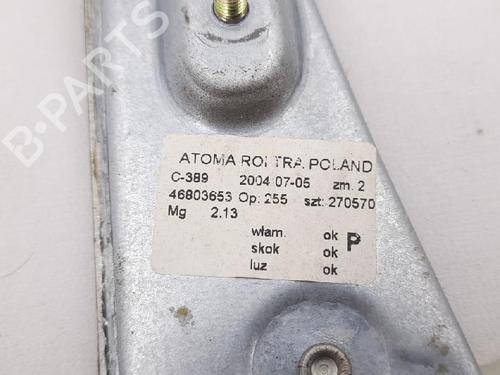 ATOMA ROLTRA POLAND
C-389 2004 07-05 zm. 2
46803653 Op: 255 szt: 270570
Mg 2.13
włam. ok P
skok ok
luz ok
B-PARTS